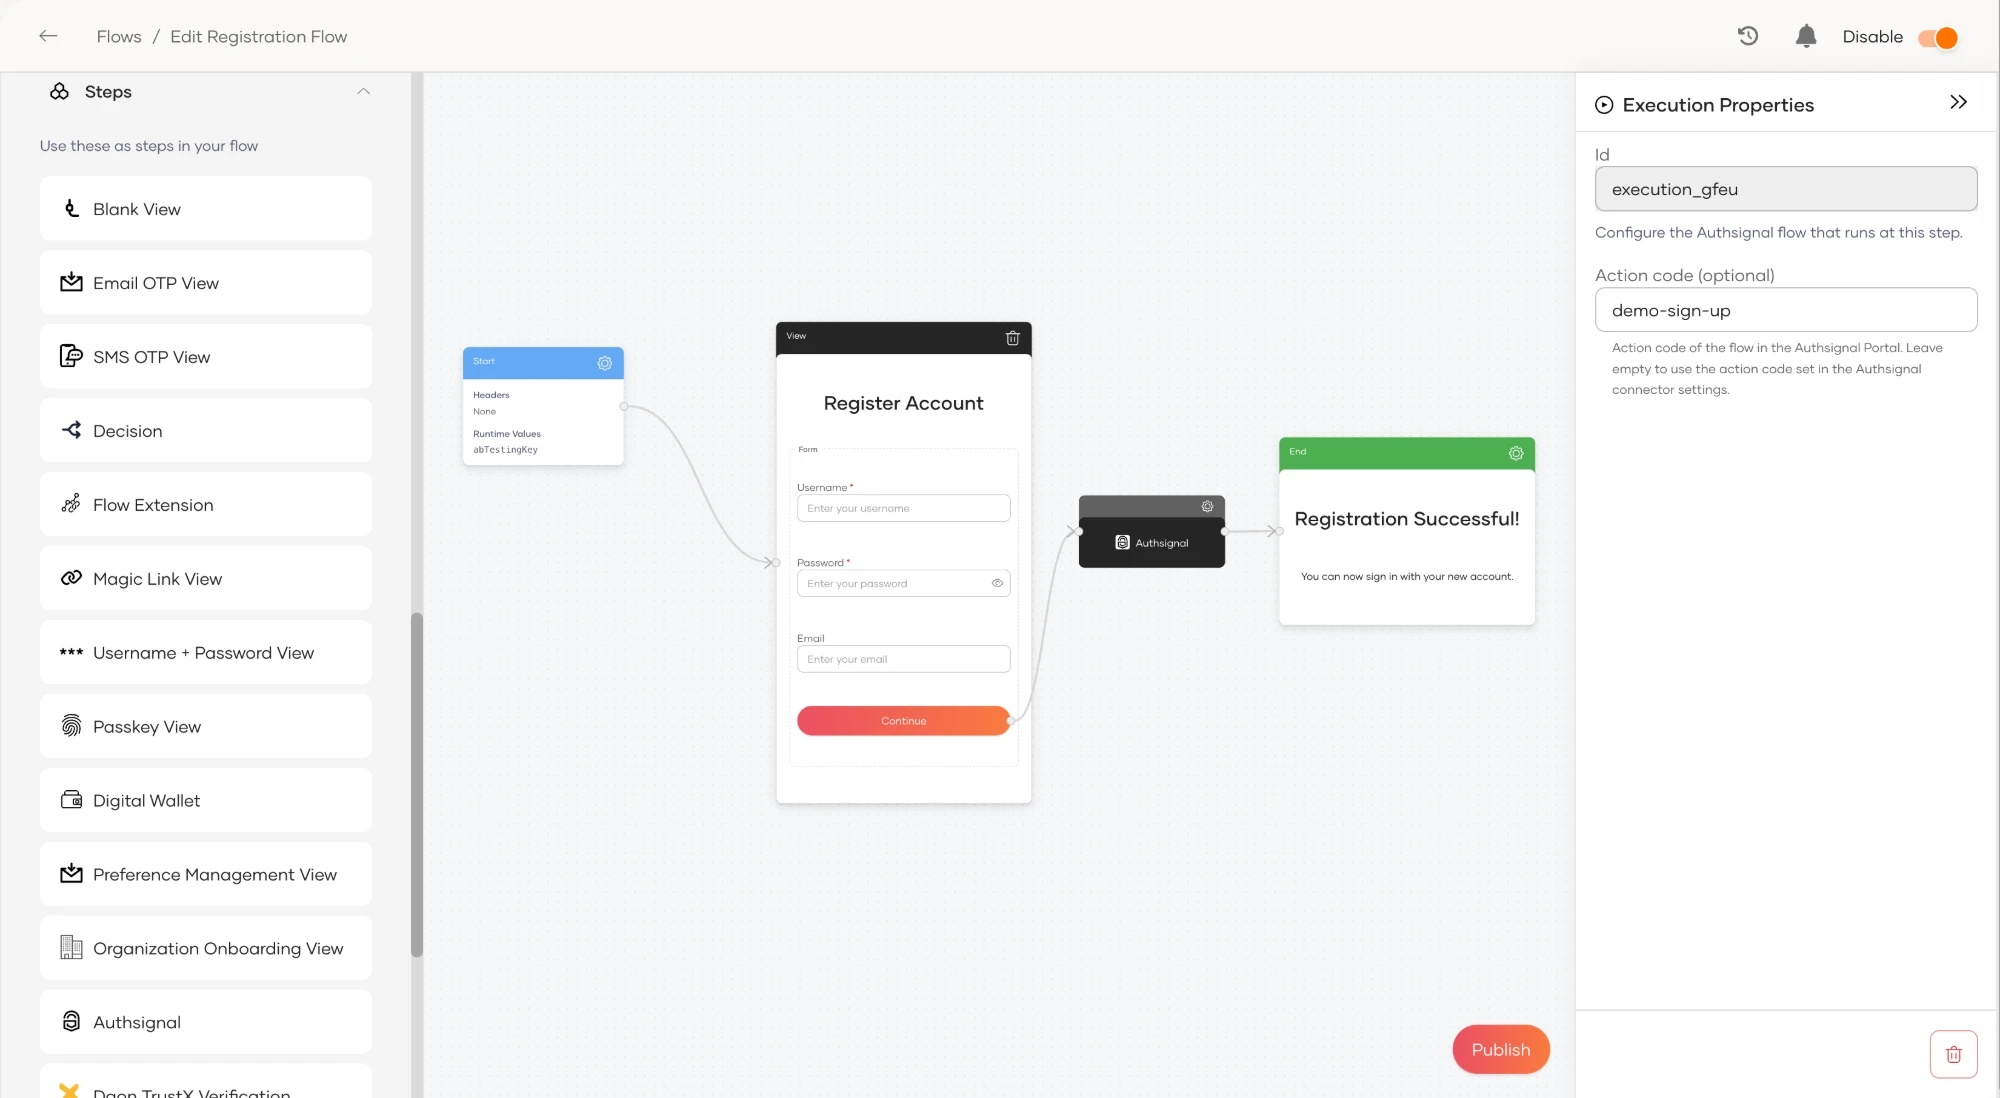 Flows / Edit Registration Flow
Disable
Steps
Use these as steps in your flow
Blank View
Email OTP View
SMS OTP View
Decision
Flow Extension
Magic Link View
Username + Password View
Passkey View
Digital Wallet
Preference Management View
Organization Onboarding View
Authsignal
Daon TrustX Verification
Start
Headers
None
Runtime Values
abTestingKey
View
Register Account
Form
Username *
Enter your username
Password *
Enter your password
Email
Enter your email
Continue
Authsignal
End
Registration Successful!
You can now sign in with your new account.
Publish
Execution Properties
Id
execution_gfeu
Configure the Authsignal flow that runs at this step.
Action code (optional)
demo-sign-up
Action code of the flow in the Authsignal Portal. Leave
empty to use the action code set in the Authsignal
connector settings.